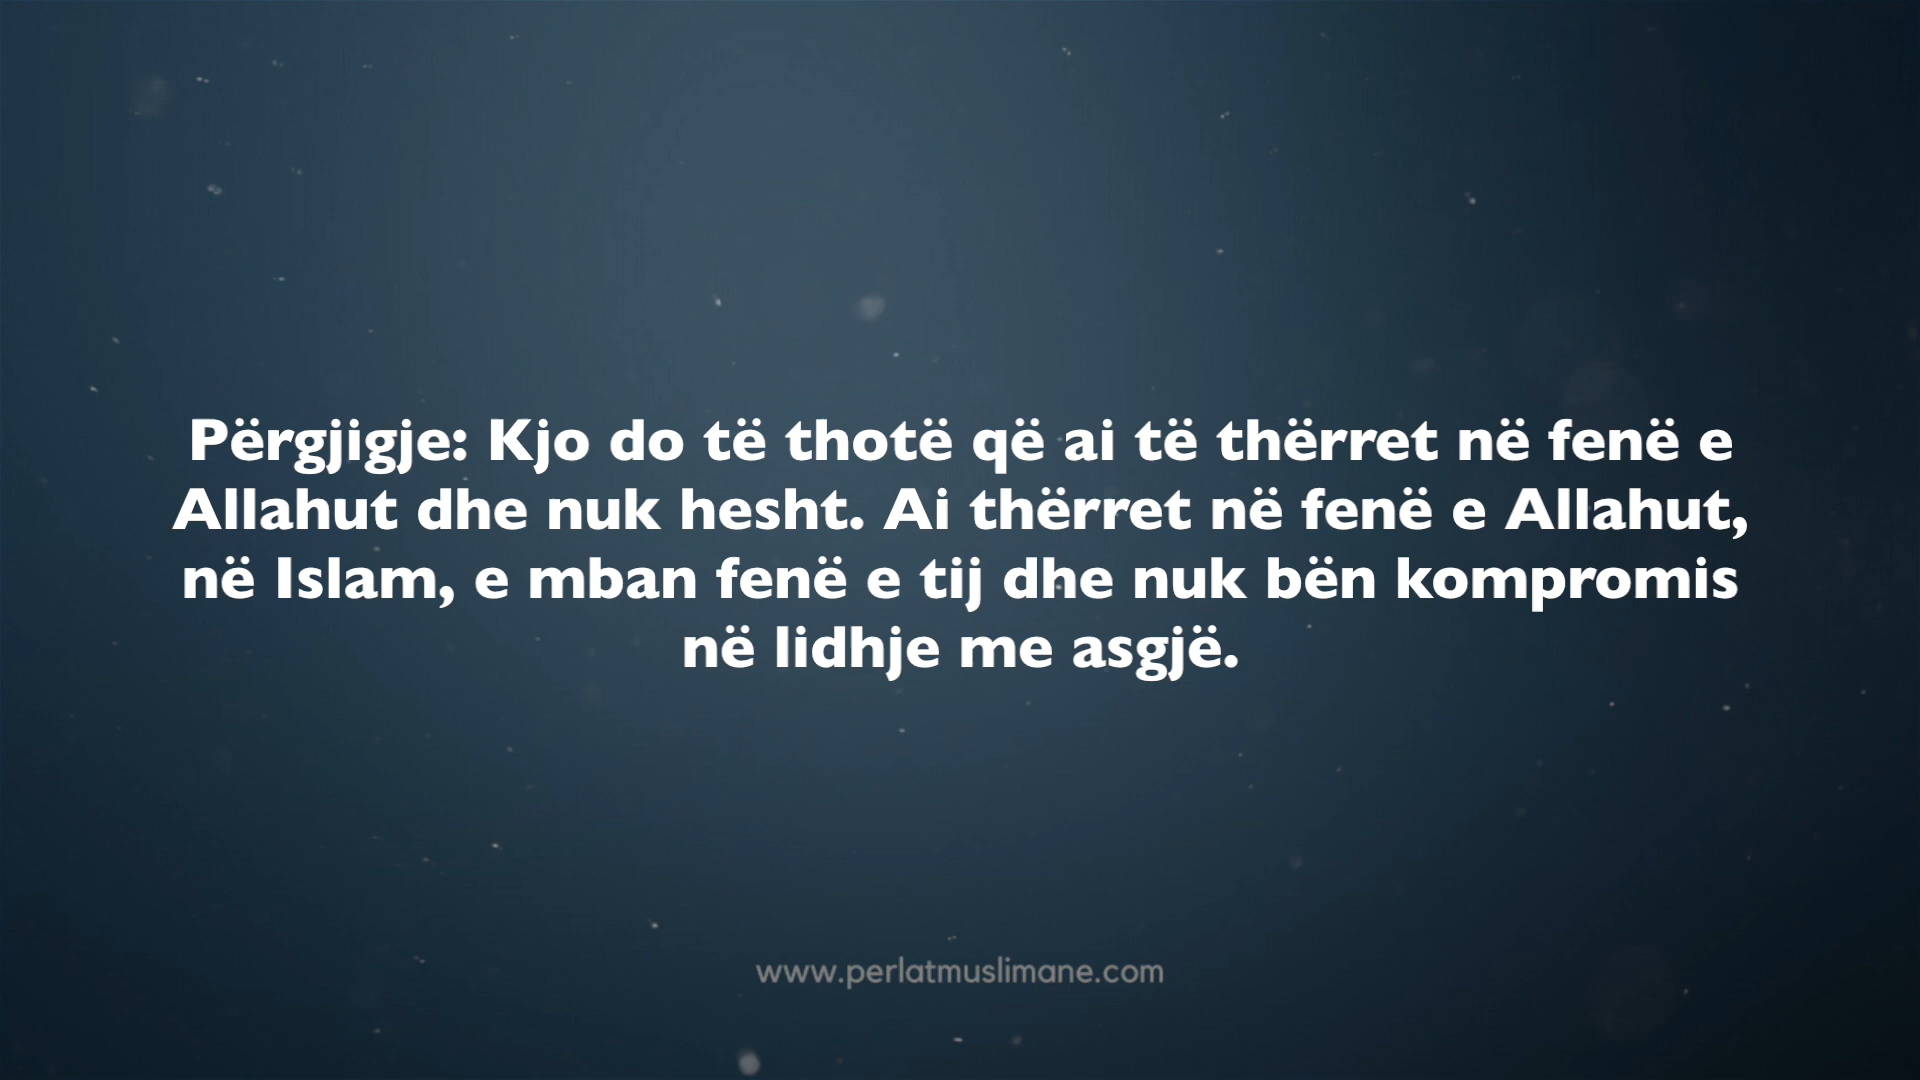 Përgjigje: Kjo do të thotë që ai të thërret në fenë e
Allahut dhe nuk hesht. Ai thërret në fenë e Allahut,
në Islam, e mban fenë e tij dhe nuk bën kompromis
në lidhje me asgjë.
www.perlatmuslimane.com